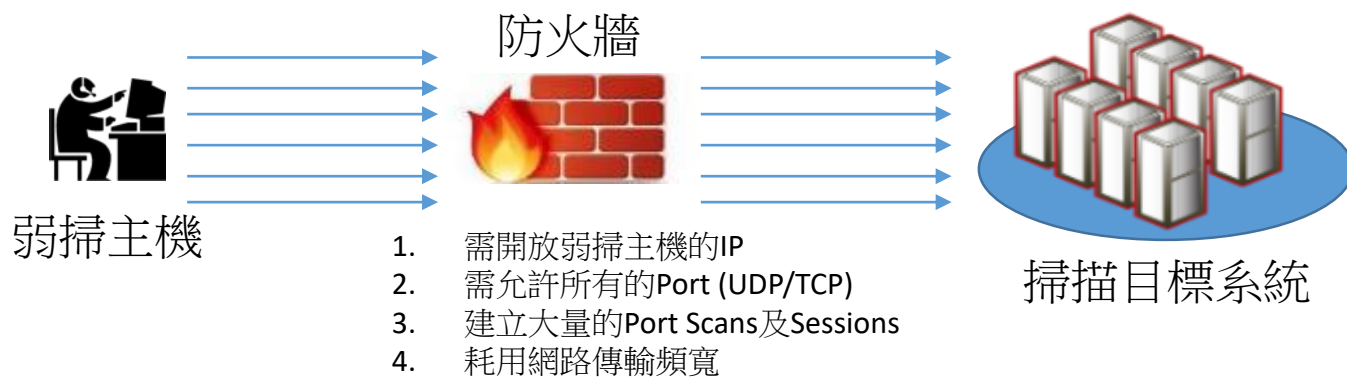 防火牆
弱掃主機
1. 需開放弱掃主機的IP
2. 需允許所有的Port (UDP/TCP)
3. 建立大量的Port Scans及Sessions
4. 耗用網路傳輸頻寬
掃描目標系統